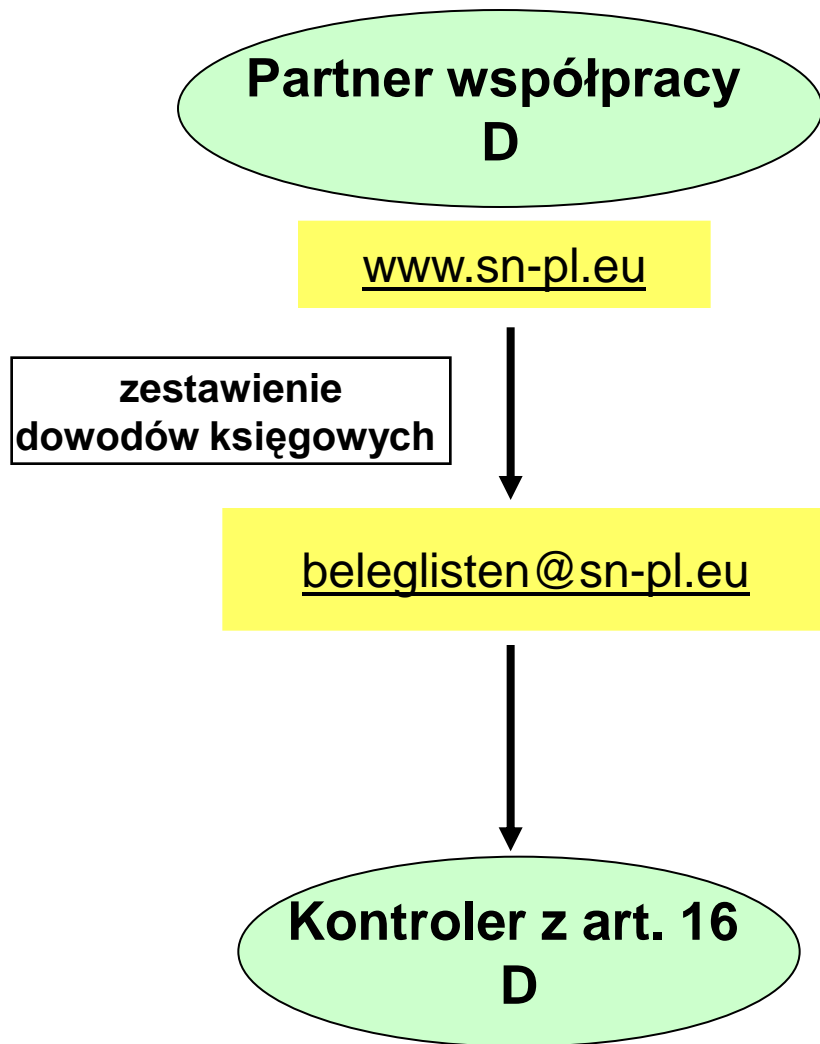 Partner współpracy
D
www.sn-pl.eu
zestawienie
dowodów księgowych
beleglisten@sn-pl.eu
Kontroler z art. 16
D